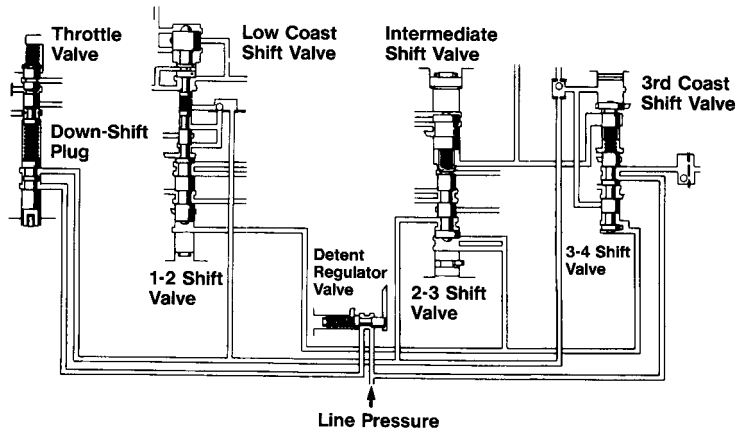 Throttle
Valve
Low Coast
Shift Valve
Intermediate
Shift Valve
3rd Coast
Shift Valve
Down-Shift
Plug
1-2 Shift
Valve
Detent
Regulator
Valve
2-3 Shift
Valve
3-4 Shift
Valve
Line Pressure